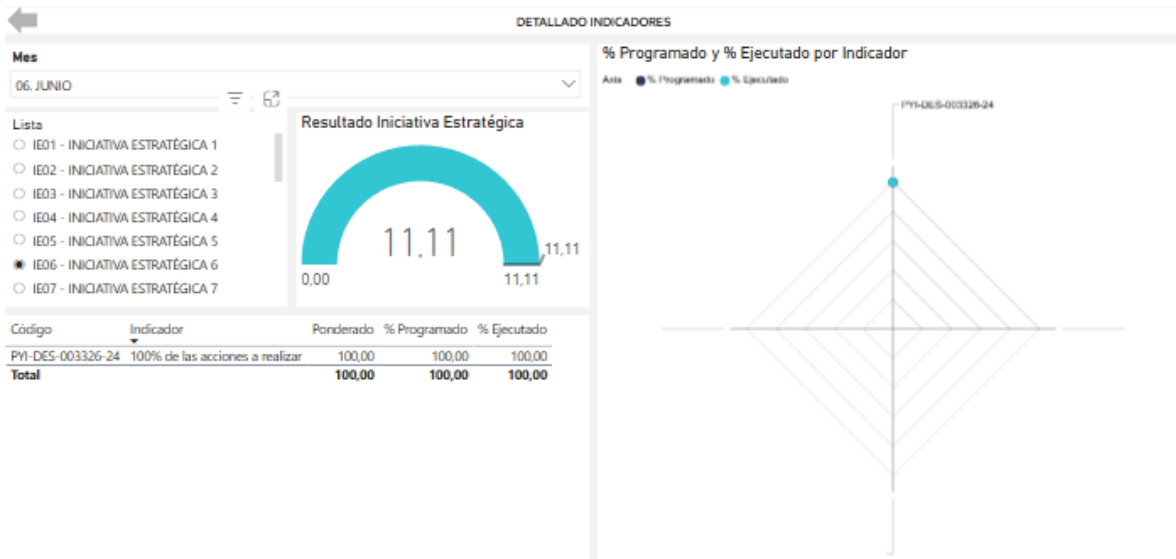 DETALLADO INDICADORES
Mes
06. JUNIO
Lista
IE01 - INICIATIVA ESTRATÉGICA 1
IE02 - INICIATIVA ESTRATÉGICA 2
IE03 - INICIATIVA ESTRATÉGICA 3
IE04 - INICIATIVA ESTRATÉGICA 4
IE05 - INICIATIVA ESTRATÉGICA 5
IE06 - INICIATIVA ESTRATÉGICA 6
IE07 - INICIATIVA ESTRATÉGICA 7
Resultado Iniciativa Estratégica
11,11
11,11
0,00
11,11
Código Indicador Ponderado % Programado % Ejecutado
PYI-DES-003326-24 100% de las acciones a realizar 100,00 100,00 100,00
Total 100,00 100,00 100,00
% Programado y % Ejecutado por Indicador
Axis % Programado % Ejecutado
PYI-DES-003326-24